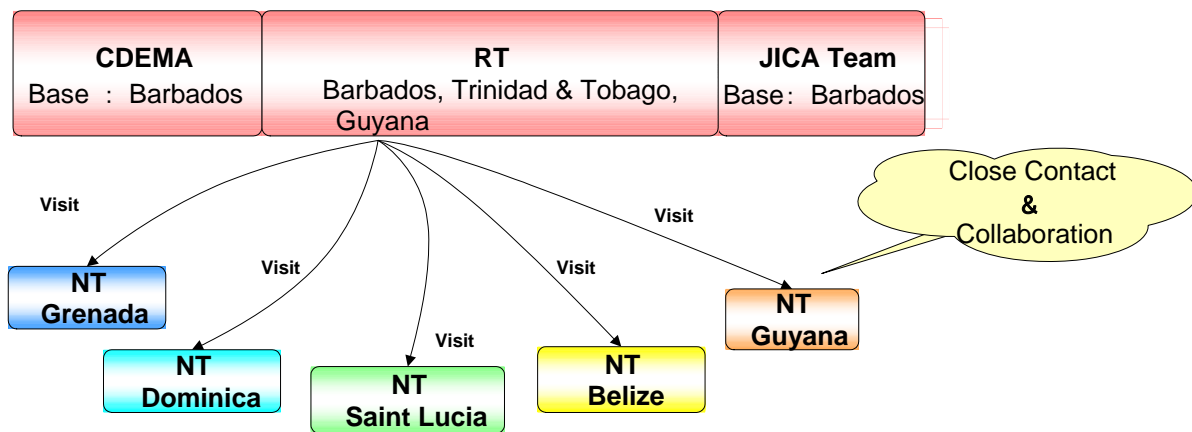 CDEMA
Base : Barbados
RT
Barbados, Trinidad & Tobago,
Guyana
JICA Team
Base: Barbados
Close Contact
&
Collaboration
Visit
Visit
Visit
Visit
Visit
NT
Grenada
NT
Dominica
NT
Saint Lucia
NT
Belize
NT
Guyana